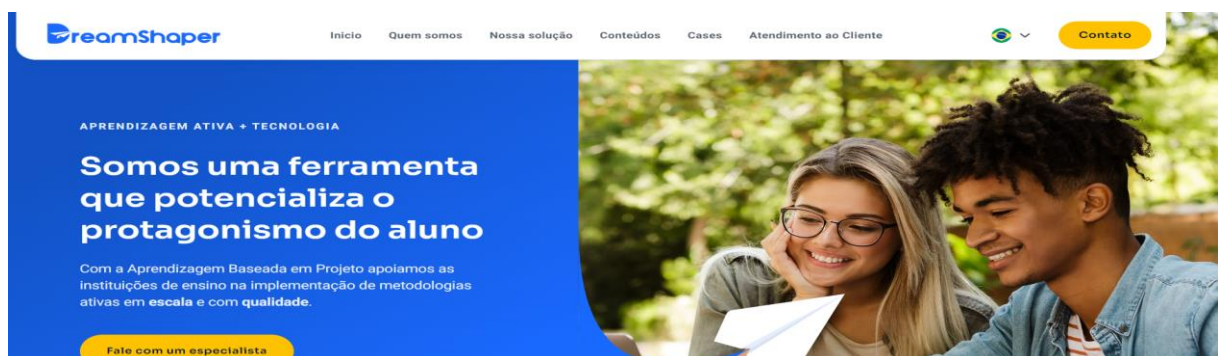 DreamShaper
Início Quem somos Nossa solução Conteúdos Cases Atendimento ao Cliente Contato
APRENDIZAGEM ATIVA + TECNOLOGIA
Somos uma ferramenta
que potencializa o
protagonismo do aluno
Com a Aprendizagem Baseada em Projeto apoiamos as
instituições de ensino na implementação de metodologias
ativas em escala e com qualidade.
Fale com um especialista